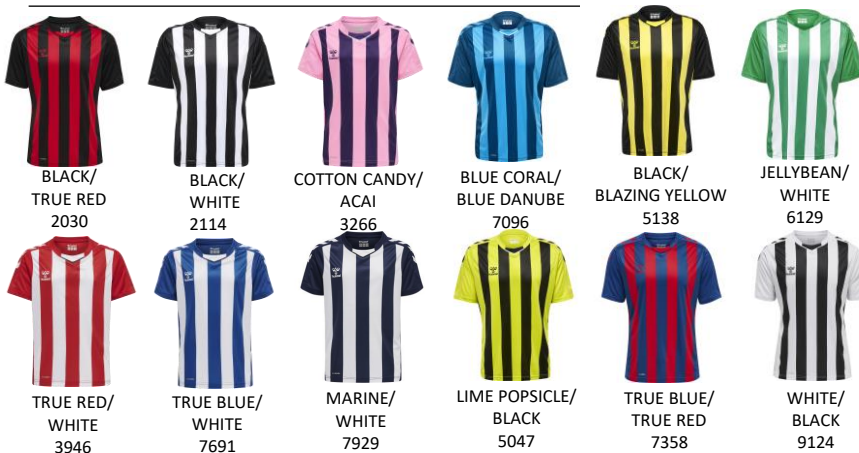 BLACK/
TRUE RED
2030
BLACK/
WHITE
2114
COTTON CANDY/
ACAI
3266
BLUE CORAL/
BLUE DANUBE
7096
BLACK/
BLAZING YELLOW
5138
JELLYBEAN/
WHITE
6129
TRUE RED/
WHITE
3946
TRUE BLUE/
WHITE
7691
MARINE/
WHITE
7929
LIME POPSICLE/
BLACK
5047
TRUE BLUE/
TRUE RED
7358
WHITE/
BLACK
9124